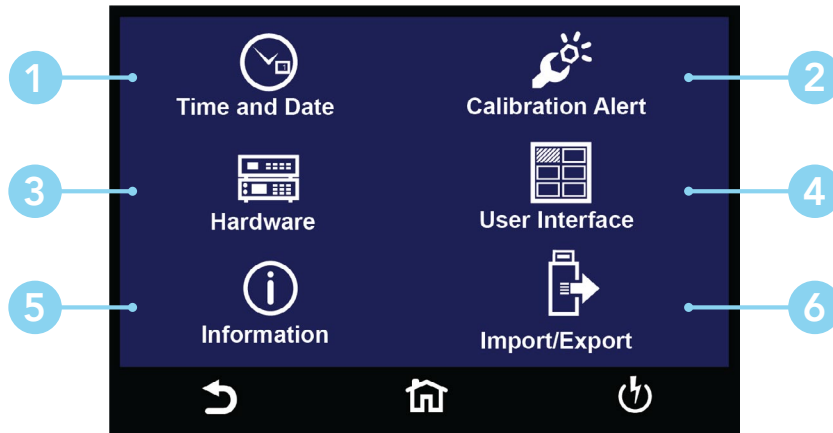 1
2
Time and Date
Calibration Alert
3
4
Hardware
User Interface
5
6
Information
Import/Export